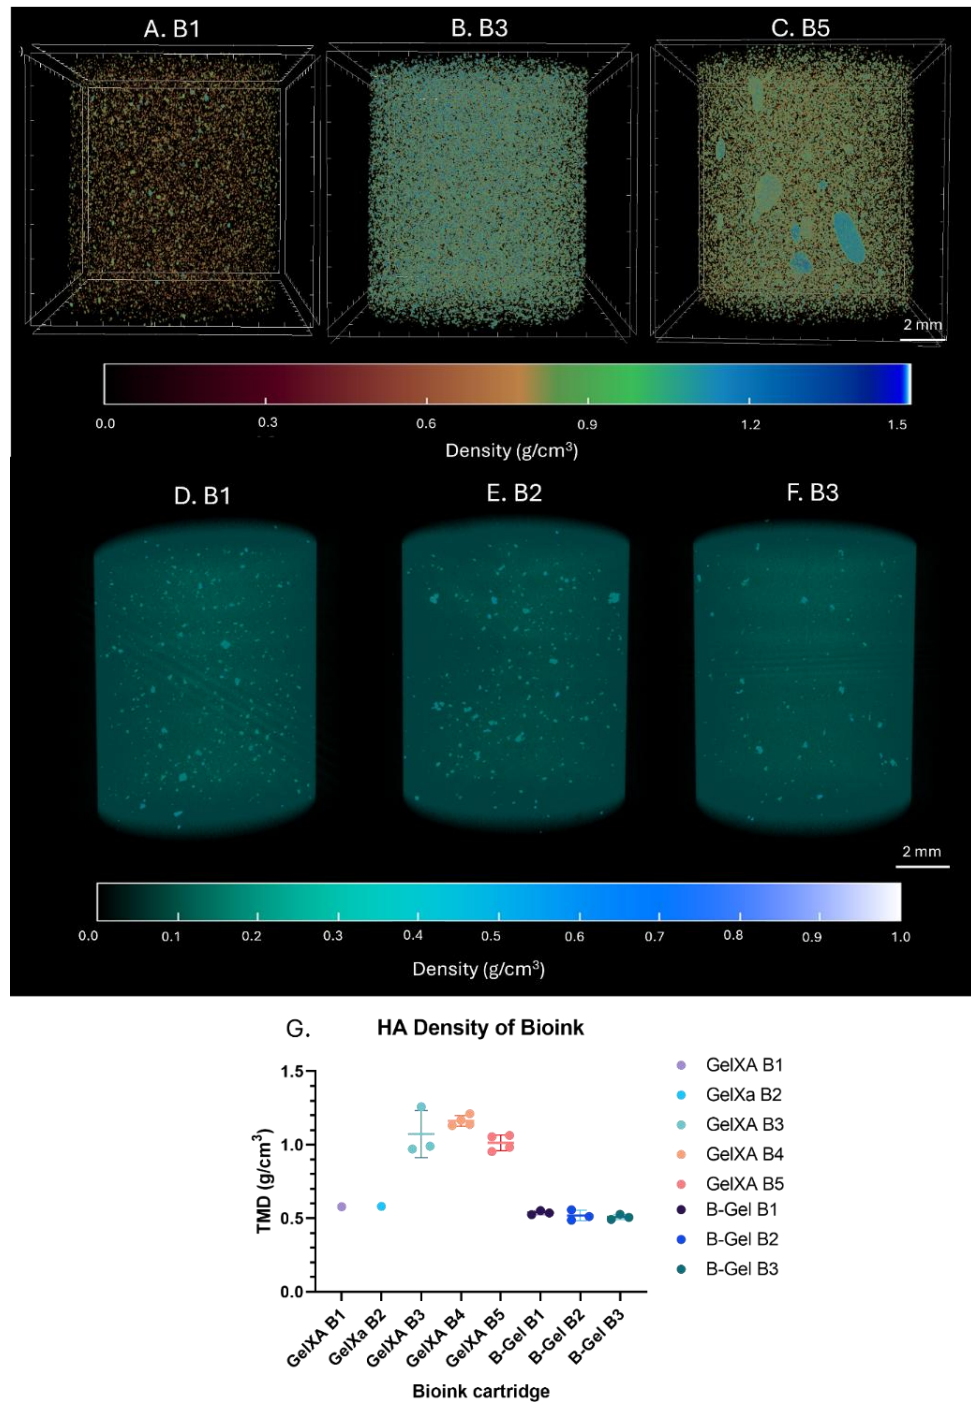 A. B1
B. B3
C. B5
2 mm
0.0 0.3 0.6 0.9 1.2 1.5
Density (g/cm³)
D. B1
E. B2
F. B3
2 mm
0.0 0.1 0.2 0.3 0.4 0.5 0.6 0.7 0.8 0.9 1.0
Density (g/cm³)
G.
HA Density of Bioink
1.5
1.0
0.5
0.0
TMD (g/cm³)
GelXA B1
GelXa B2
GelXA B3
GelXA B4
GelXA B5
B-Gel B1
B-Gel B2
B-Gel B3
Bioink cartridge
GelXA B1
GelXa B2
GelXA B3
GelXA B4
GelXA B5
B-Gel B1
B-Gel B2
B-Gel B3